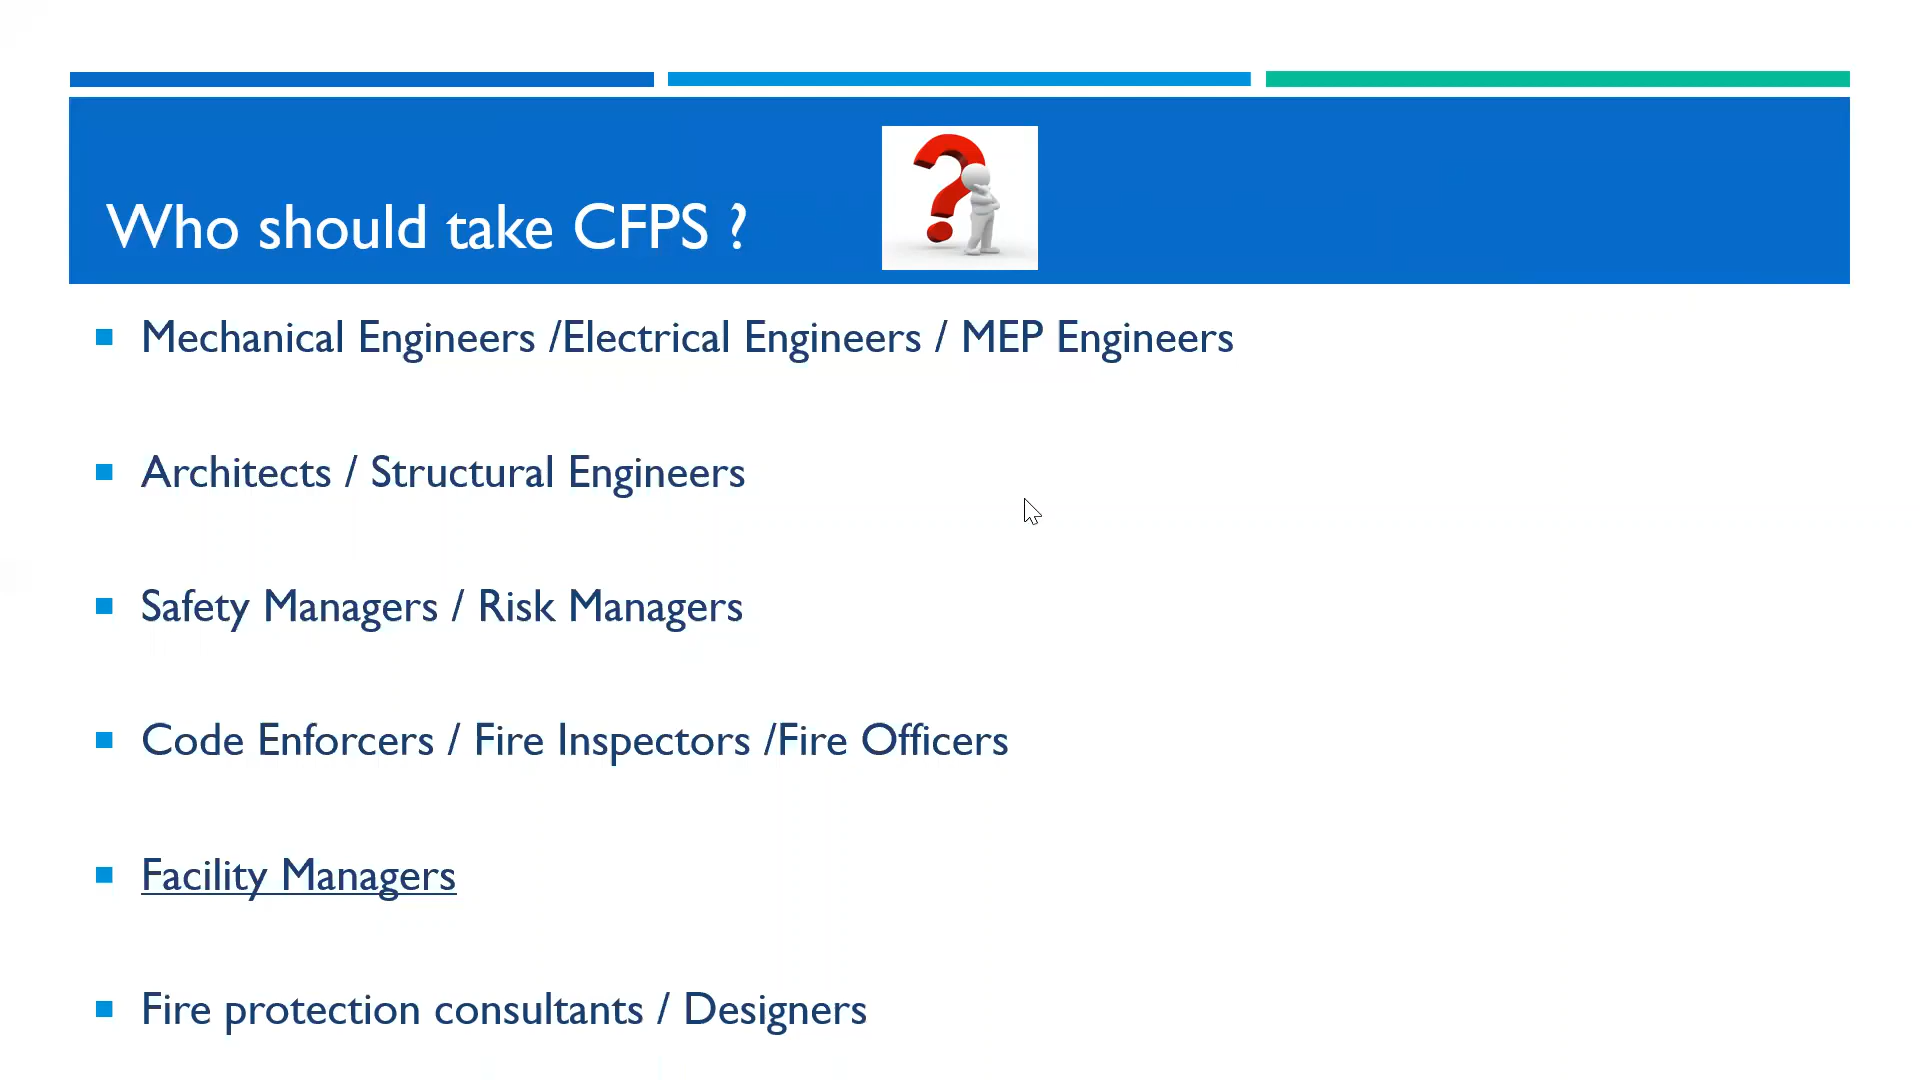 Who should take CFPS ?
Mechanical Engineers /Electrical Engineers / MEP Engineers
Architects / Structural Engineers
Safety Managers / Risk Managers
Code Enforcers / Fire Inspectors /Fire Officers
Facility Managers
Fire protection consultants / Designers